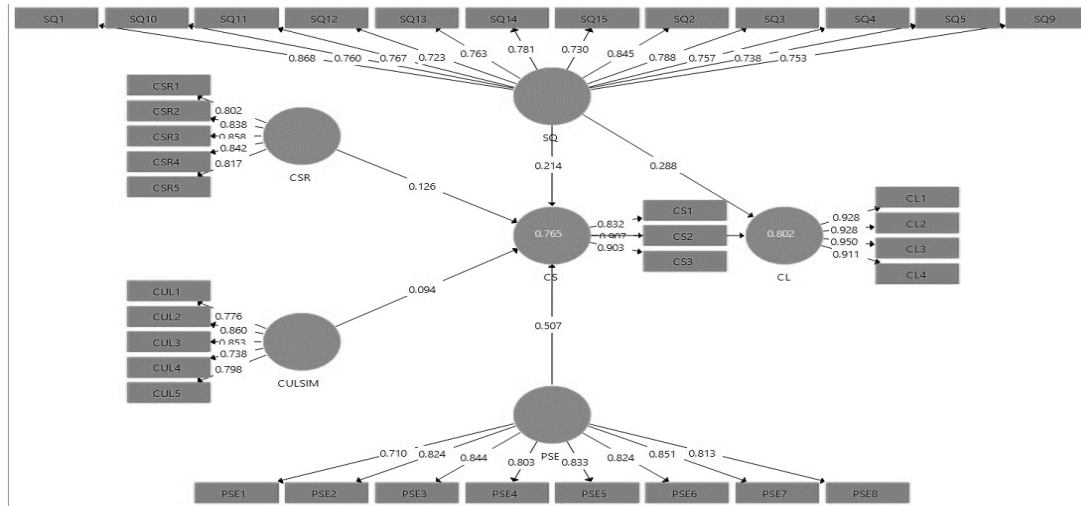 SQ1 SQ10 SQ11 SQ12 SQ13 SQ14 SQ15 SQ2 SQ3 SQ4 SQ5 SQ9
0.868 0.760 0.767 0.723 0.763 0.781 0.730 0.845 0.788 0.757 0.738 0.753
SQ
CSR1
CSR2
CSR3
CSR4
CSR5
0.802
0.838
0.858
0.842
0.817
CSR
0.214
0.288
0.126
0.765
CS
CS1
CS2
CS3
0.832
0.907
0.903
0.802
CL
0.928
0.928
0.950
0.911
CL1
CL2
CL3
CL4
0.094
CUL1
CUL2
CUL3
CUL4
CUL5
0.776
0.860
0.853
0.738
0.798
CULSIM
0.507
PSE
0.710 0.824 0.844 0.803 0.833 0.824 0.851 0.813
PSE1 PSE2 PSE3 PSE4 PSE5 PSE6 PSE7 PSE8